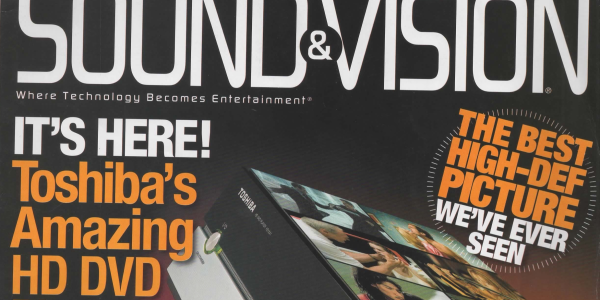 SOUND&VISION®
Where Technology Becomes Entertainment®
IT'S HERE!
Toshiba's
Amazing
HD DVD
TOSHIBA
THE BEST
HIGH-DEF
PICTURE
WE'VE EVER
SEEN